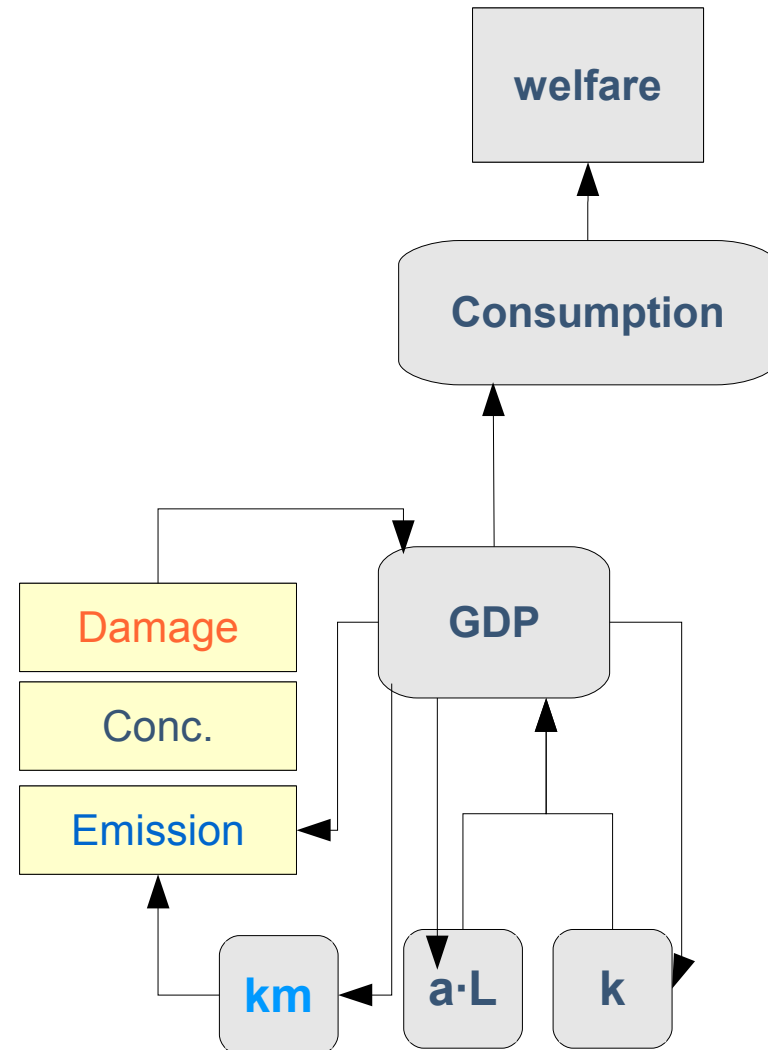 welfare
Consumption
GDP
Damage
Conc.
Emission
km
a·L
k